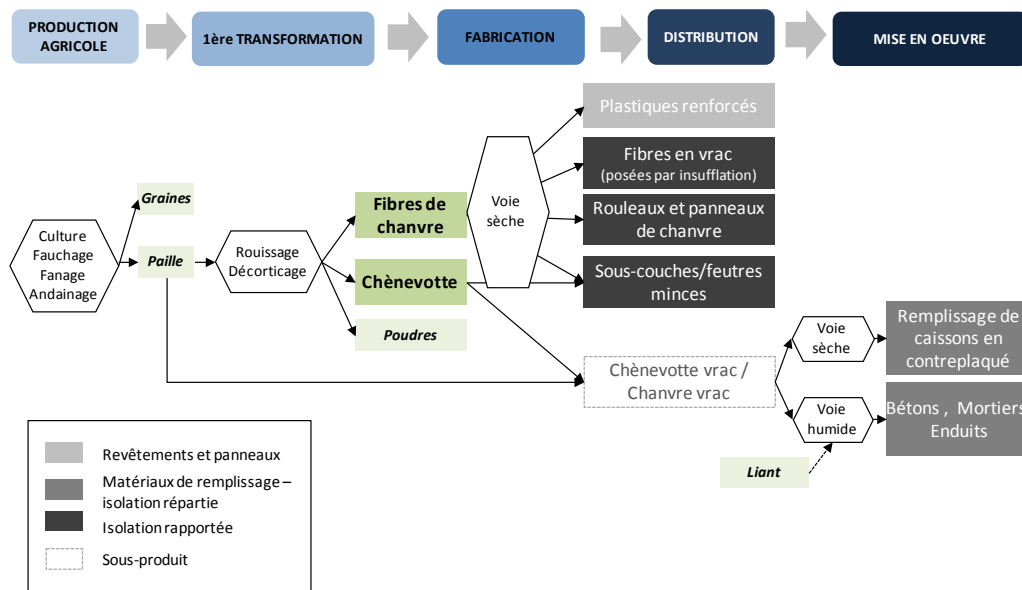 PRODUCTION
AGRICOLE
1ère TRANSFORMATION
FABRICATION
DISTRIBUTION
MISE EN OEUVRE
Plastiques renforcés
Fibres en vrac
(posées par insufflation)
Graines
Fibres de
chanvre
Voie
sèche
Rouleaux et panneaux
de chanvre
Culture
Fauchage
Fanage
Andainage
Paille
Rouissage
Décorticage
Chènevotte
Sous-couches/feutres
minces
Poudres
Voie
sèche
Remplissage de
caissons en
contreplaqué
Chènevotte vrac /
Chanvre vrac
Voie
humide
Bétons , Mortiers
Enduits
Liant
Revêtements et panneaux
Matériaux de remplissage –
isolation répartie
Isolation rapportée
Sous-produit